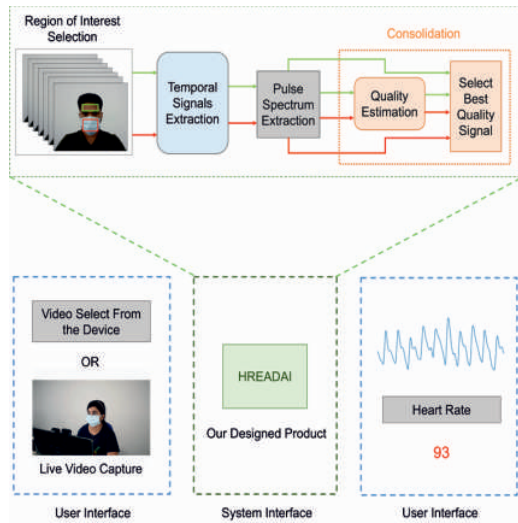 Region of Interest
Selection
Consolidation
Temporal
Signals
Extraction
Pulse
Spectrum
Extraction
Quality
Estimation
Select
Best
Quality
Signal
Video Select From
the Device
OR
Live Video Capture
User Interface
HREADAI
Our Designed Product
System Interface
Heart Rate
93
User Interface